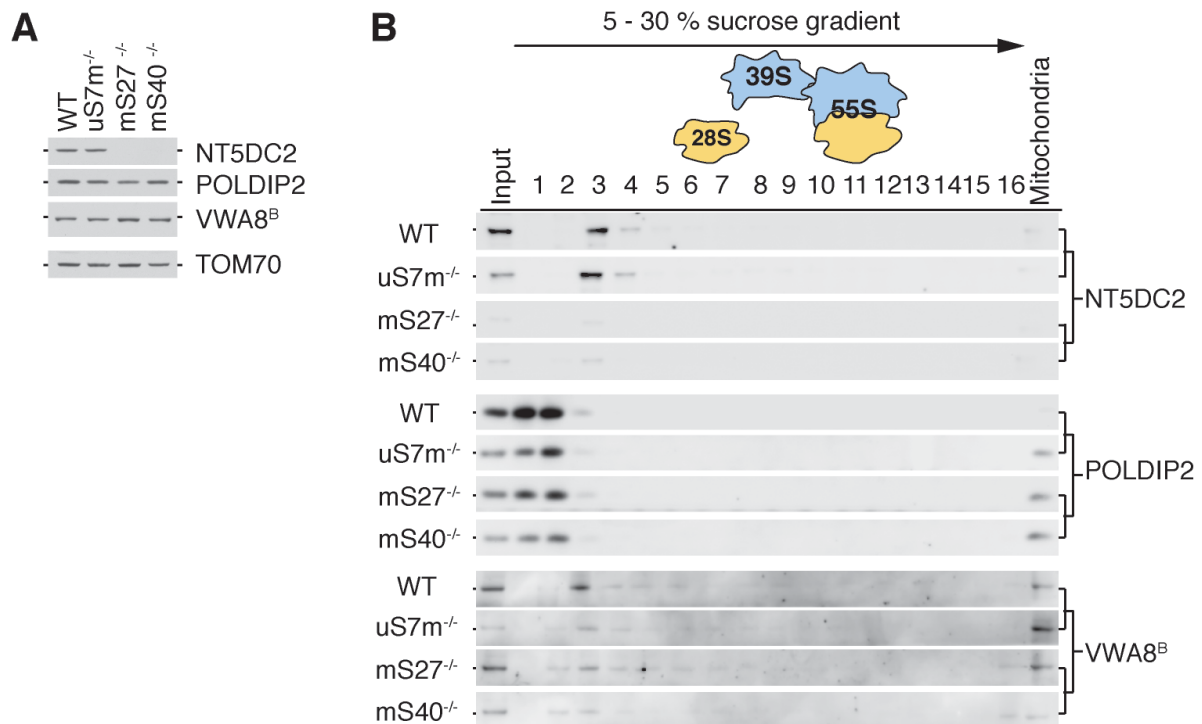 A
WT
uS7m-/-
mS27 -/-
mS40 -/-
NT5DC2
POLDIP2
VWA8B
TOM70
B
5 - 30 % sucrose gradient
39S
55S
28S
Input 1 2 3 4 5 6 7 8 9 10 11 12 13 14 15 16 Mitochondria
WT
uS7m-/-
mS27-/-
mS40-/-
NT5DC2
WT
uS7m-/-
mS27-/-
mS40-/-
POLDIP2
WT
uS7m-/-
mS27-/-
mS40-/-
VWA8B